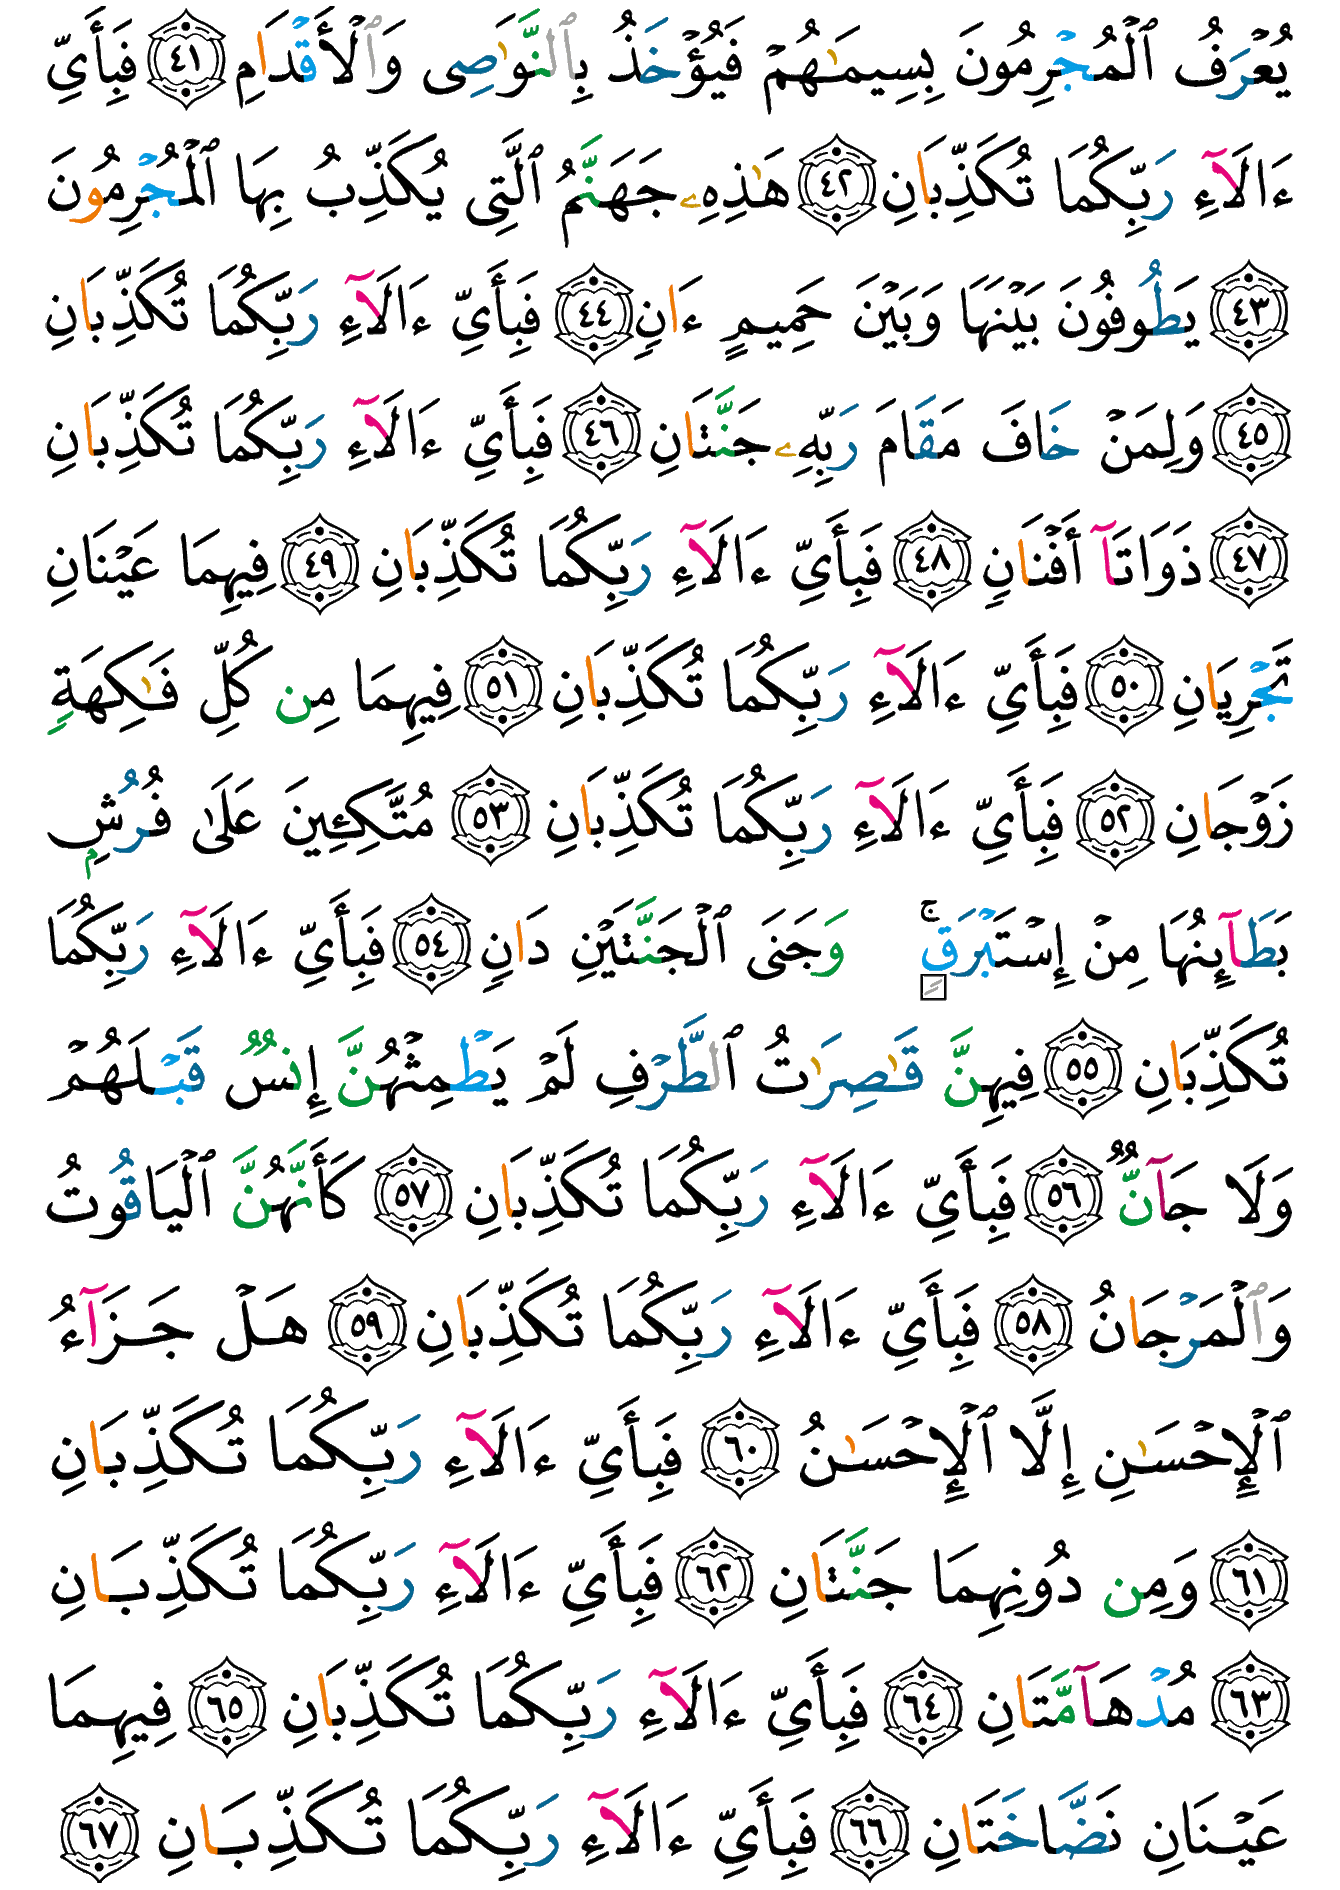 يُعْرَفُ ٱلْمُجْرِمُونَ بِسِيمَـٰهُمْ فَيُؤْخَذُ بِٱلنَّوَٰصِى وَٱلْأَقْدَامِ ٤١ فَبِأَىِّ
ءَالَآءِ رَبِّكُمَا تُكَذِّبَانِ ٤٢ هَـٰذِهِۦ جَهَنَّمُ ٱلَّتِى يُكَذِّبُ بِهَا ٱلْمُجْرِمُونَ
٤٣ يَطُوفُونَ بَيْنَهَا وَبَيْنَ حَمِيمٍ ءَانٍ ٤٤ فَبِأَىِّ ءَالَآءِ رَبِّكُمَا تُكَذِّبَانِ
٤٥ وَلِمَنْ خَافَ مَقَامَ رَبِّهِۦ جَنَّتَانِ ٤٦ فَبِأَىِّ ءَالَآءِ رَبِّكُمَا تُكَذِّبَانِ
٤٧ ذَوَاتَآ أَفْنَانٍ ٤٨ فَبِأَىِّ ءَالَآءِ رَبِّكُمَا تُكَذِّبَانِ ٤٩ فِيهِمَا عَيْنَانِ
تَجْرِيَانِ ٥٠ فَبِأَىِّ ءَالَآءِ رَبِّكُمَا تُكَذِّبَانِ ٥١ فِيهِمَا مِن كُلِّ فَـٰكِهَةٍ
زَوْجَانِ ٥٢ فَبِأَىِّ ءَالَآءِ رَبِّكُمَا تُكَذِّبَانِ ٥٣ مُتَّكِـِٔينَ عَلَىٰ فُرُشٍۭ
بَطَآئِنُهَا مِنْ إِسْتَبْرَقٍ ۚ وَجَنَى ٱلْجَنَّتَيْنِ دَانٍ ٥٤ فَبِأَىِّ ءَالَآءِ رَبِّكُمَا
تُكَذِّبَانِ ٥٥ فِيهِنَّ قَـٰصِرَٰتُ ٱلطَّرْفِ لَمْ يَطْمِثْهُنَّ إِنسٌ قَبْلَهُمْ
وَلَا جَآنٌّ ٥٦ فَبِأَىِّ ءَالَآءِ رَبِّكُمَا تُكَذِّبَانِ ٥٧ كَأَنَّهُنَّ ٱلْيَاقُوتُ
وَٱلْمَرْجَانُ ٥٨ فَبِأَىِّ ءَالَآءِ رَبِّكُمَا تُكَذِّبَانِ ٥٩ هَلْ جَزَآءُ
ٱلْإِحْسَـٰنِ إِلَّا ٱلْإِحْسَـٰنُ ٦٠ فَبِأَىِّ ءَالَآءِ رَبِّكُمَا تُكَذِّبَانِ
٦١ وَمِن دُونِهِمَا جَنَّتَانِ ٦٢ فَبِأَىِّ ءَالَآءِ رَبِّكُمَا تُكَذِّبَانِ
٦٣ مُدْهَآمَّتَانِ ٦٤ فَبِأَىِّ ءَالَآءِ رَبِّكُمَا تُكَذِّبَانِ ٦٥ فِيهِمَا
عَيْنَانِ نَضَّاخَتَانِ ٦٦ فَبِأَىِّ ءَالَآءِ رَبِّكُمَا تُكَذِّبَانِ ٦٧